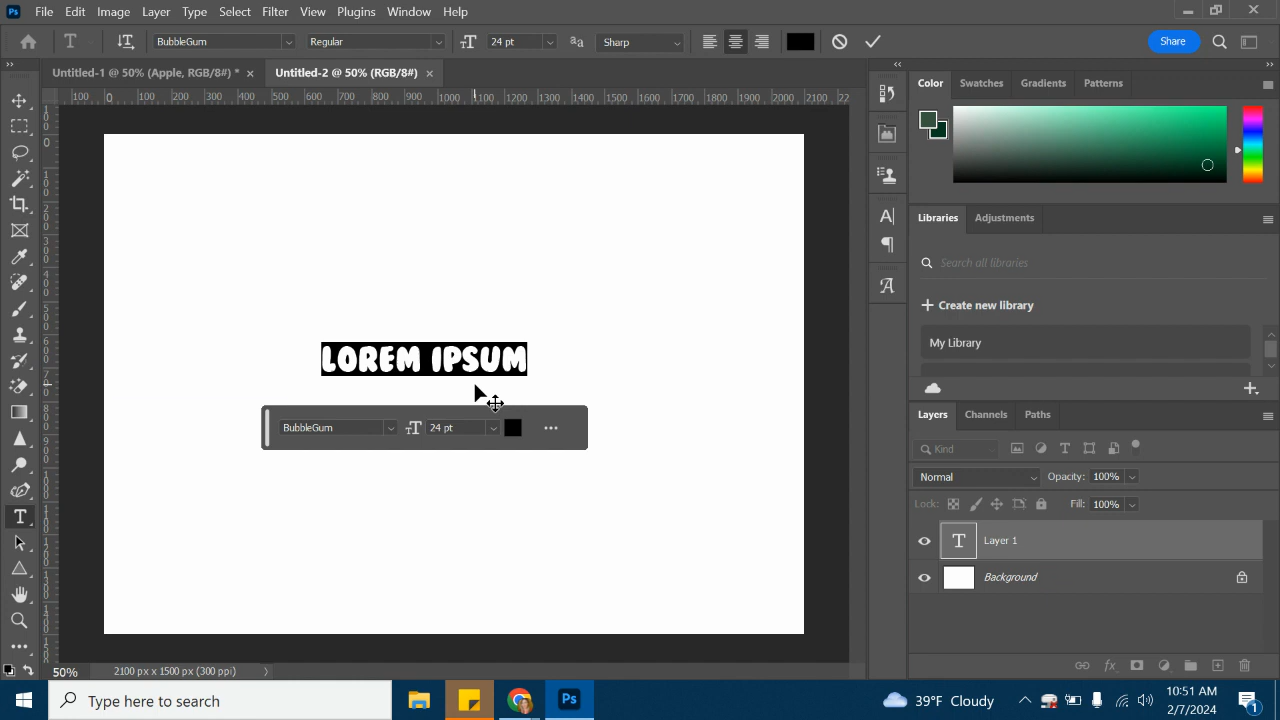 Ps File Edit Image Layer Type Select Filter View Plugins Window Help
BubbleGum Regular 24 pt Sharp Share
Untitled-1 @ 50% (Apple, RGB/8#) * × Untitled-2 @ 50% (RGB/8#) ×
100 0 100 200 300 400 500 600 700 800 900 1000 1100 1200 1300 1400 1500 1600 1700 1800 1900 2000 2100 22
Color Swatches Gradients Patterns
Libraries Adjustments
Search all libraries
Create new library
My Library
LOREM IPSUM
BubbleGum 24 pt
Layers Channels Paths
Kind
Normal Opacity: 100%
Lock: Fill: 100%
T Layer 1
Background
50% 2100 px x 1500 px (300 ppi)
Type here to search
Ps
39°F Cloudy
10:51 AM
2/7/2024
1